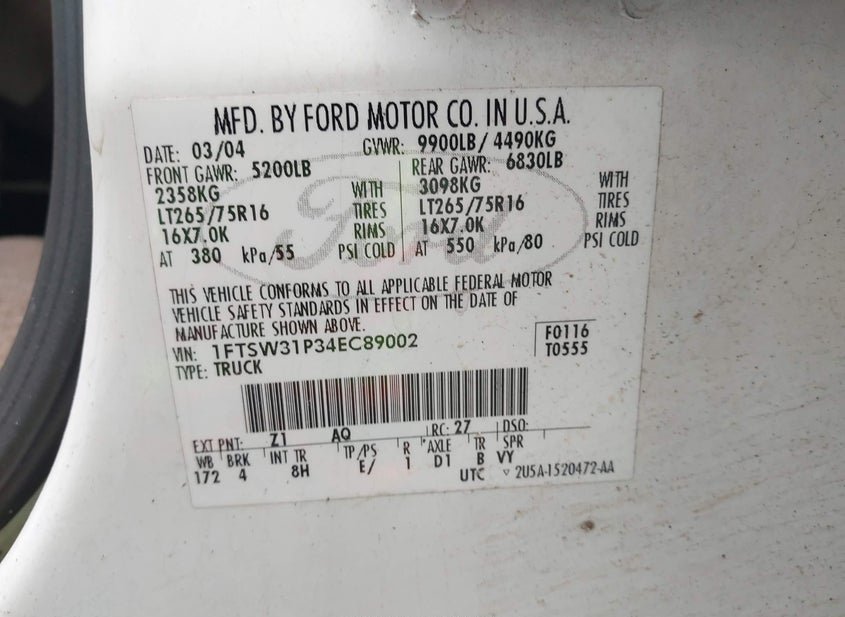 MFD. BY FORD MOTOR CO. IN U.S.A.
DATE: 03/04 GVWR: 9900LB/ 4490KG
FRONT GAWR: 5200LB REAR GAWR: 6830LB
2358KG WITH 3098KG WITH
LT265/75R16 TIRES LT265/75R16 TIRES
16X7.0K RIMS 16X7.0K RIMS
AT 380 kPa/55 PSI COLD AT 550 kPa/80 PSI COLD
Ford
THIS VEHICLE CONFORMS TO ALL APPLICABLE FEDERAL MOTOR
VEHICLE SAFETY STANDARDS IN EFFECT ON THE DATE OF
MANUFACTURE SHOWN ABOVE.
VIN: 1FTSW31P34EC89002 F0116
TYPE: TRUCK T0555
EXT PNT: Z1 AQ RC: 27 DSO:
WB BRK INT TR TP/PS R AXLE TR SPR
172 4 8H E/ 1 D1 B VY
UTC ▽ 2U5A-1520472-AA